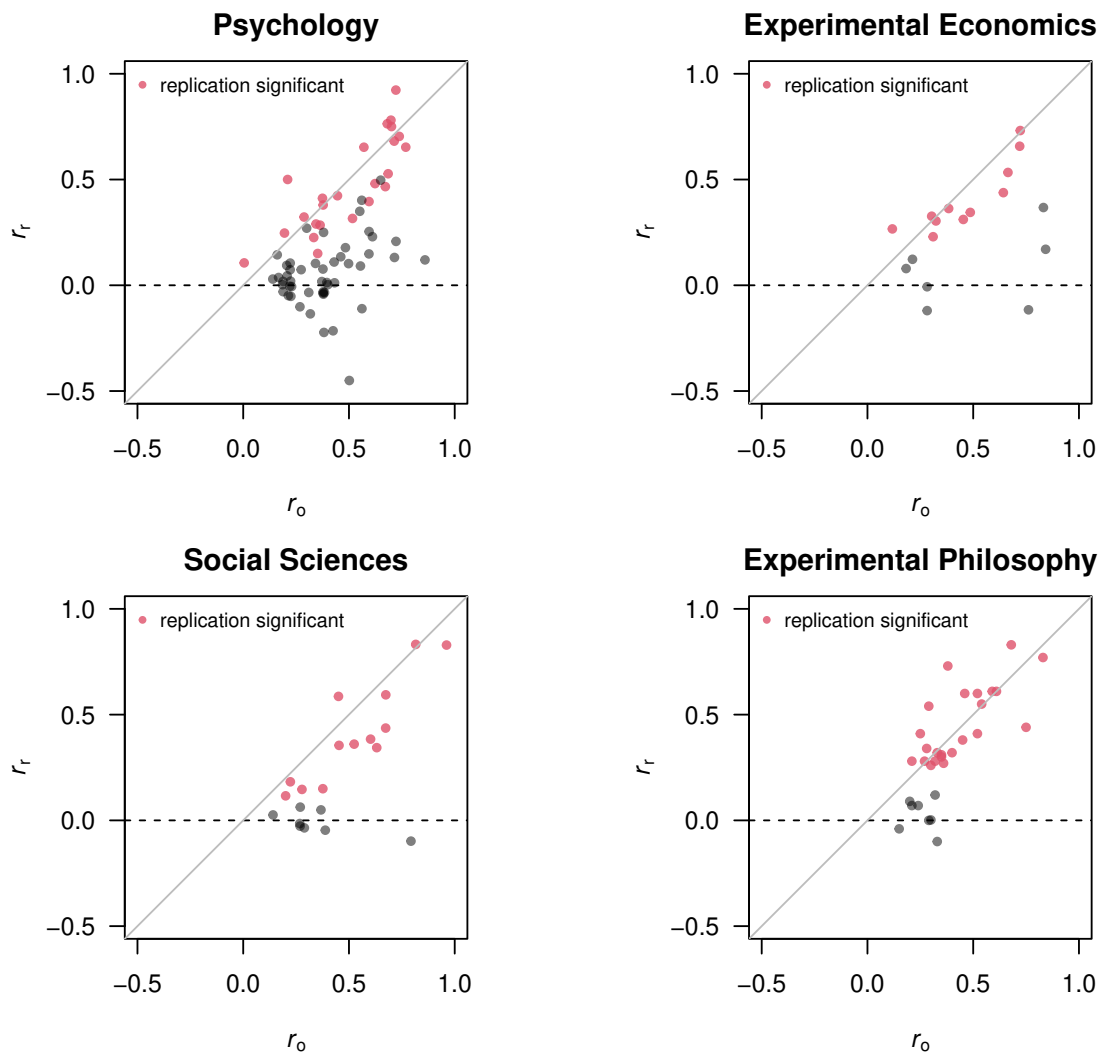 Psychology
replication significant
1.0
0.5
0.0
−0.5
−0.5 0.0 0.5 1.0
rr
ro
Experimental Economics
replication significant
1.0
0.5
0.0
−0.5
−0.5 0.0 0.5 1.0
rr
ro
Social Sciences
replication significant
1.0
0.5
0.0
−0.5
−0.5 0.0 0.5 1.0
rr
ro
Experimental Philosophy
replication significant
1.0
0.5
0.0
−0.5
−0.5 0.0 0.5 1.0
rr
ro